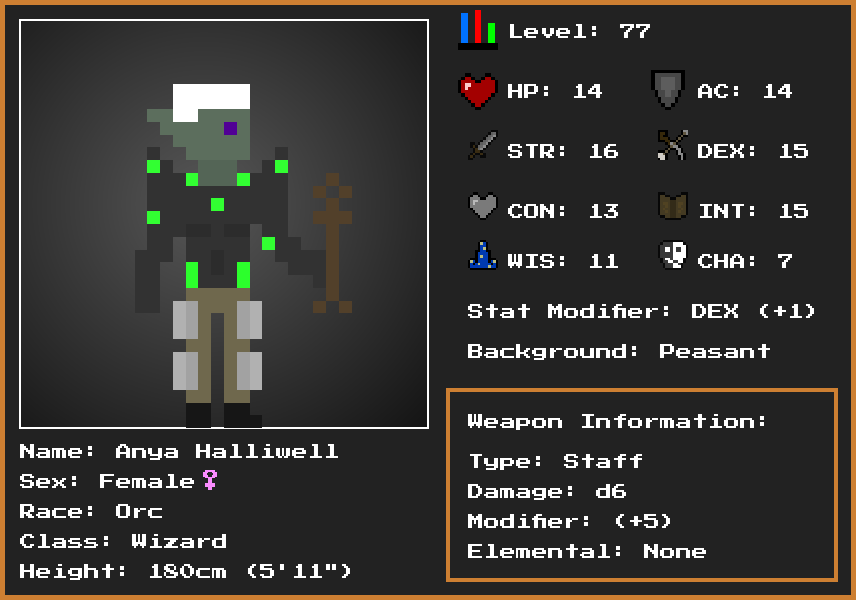 Level: 77
HP: 14 AC: 14
STR: 16 DEX: 15
CON: 13 INT: 15
WIS: 11 CHA: 7
Stat Modifier: DEX (+1)
Background: Peasant
Weapon Information:
Type: Staff
Damage: d6
Modifier: (+5)
Elemental: None
Name: Anya Halliwell
Sex: Female♀
Race: Orc
Class: Wizard
Height: 180cm (5'11")